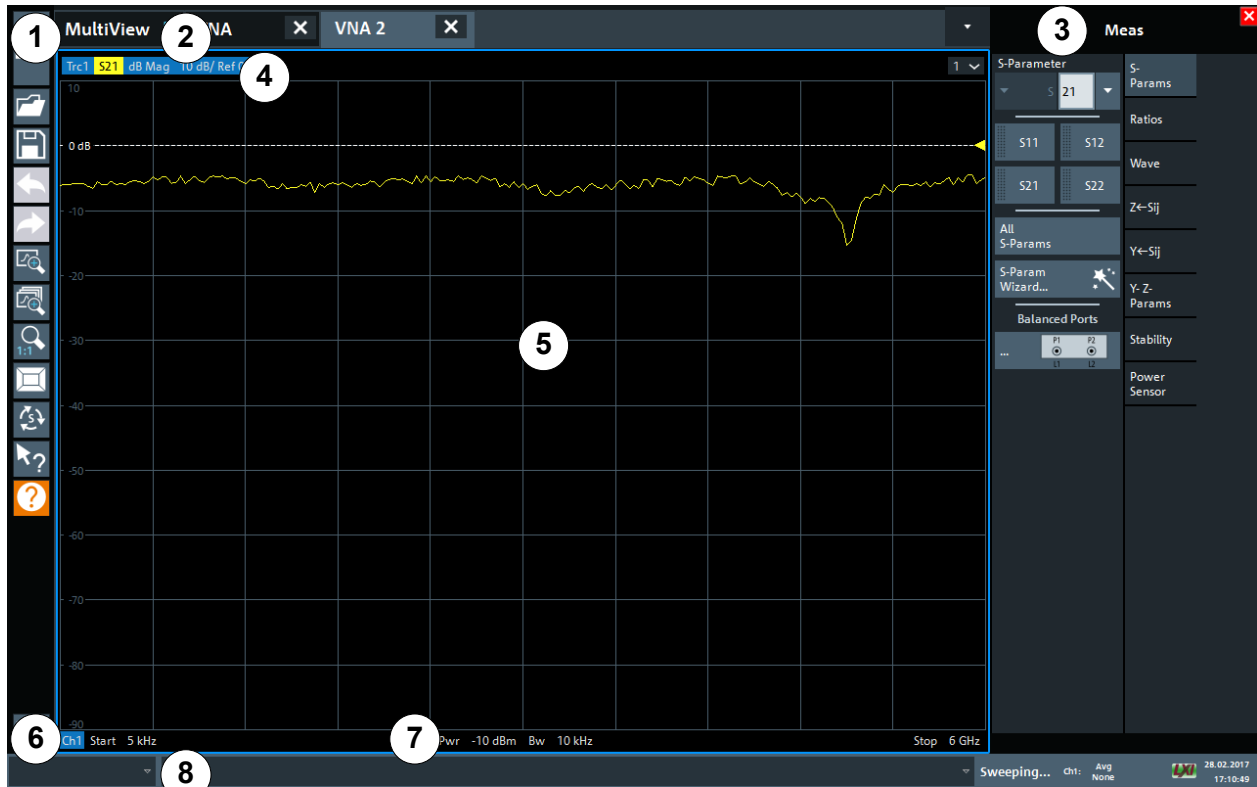 1
MultiView
2
NA
VNA 2
3
Meas
Trc1 S21 dB Mag 10 dB/ Ref
4
1
10
0 dB
-10
-20
-30
-40
-50
-60
-70
-80
-90
5
1:1
S
?
?
S-Parameter
S 21
S11 S12
S21 S22
All
S-Params
S-Param
Wizard...
Balanced Ports
... P1 P2
L1 L2
S-
Params
Ratios
Wave
Z←Sij
Y←Sij
Y- Z-
Params
Stability
Power
Sensor
6
Ch1 Start 5 kHz
7
Pwr -10 dBm Bw 10 kHz
Stop 6 GHz
8
Sweeping... Ch1: Avg
None
LXI
28.02.2017
17:10:49